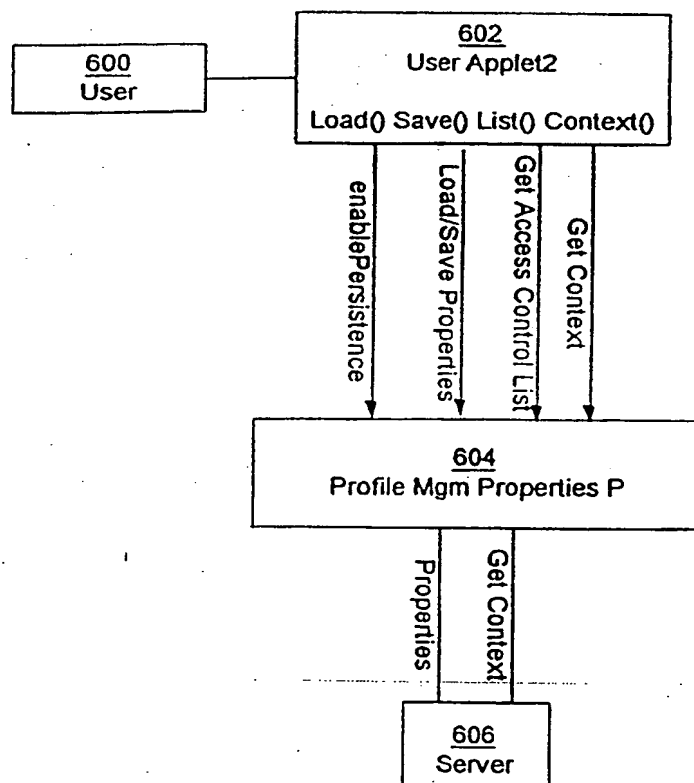 602
User Applet2
Load() Save() List() Context()
600
User
enablePersistence
Load/Save Properties
Get Access Control List
Get Context
604
Profile Mgm Properties P
Properties
Get Context
606
Server